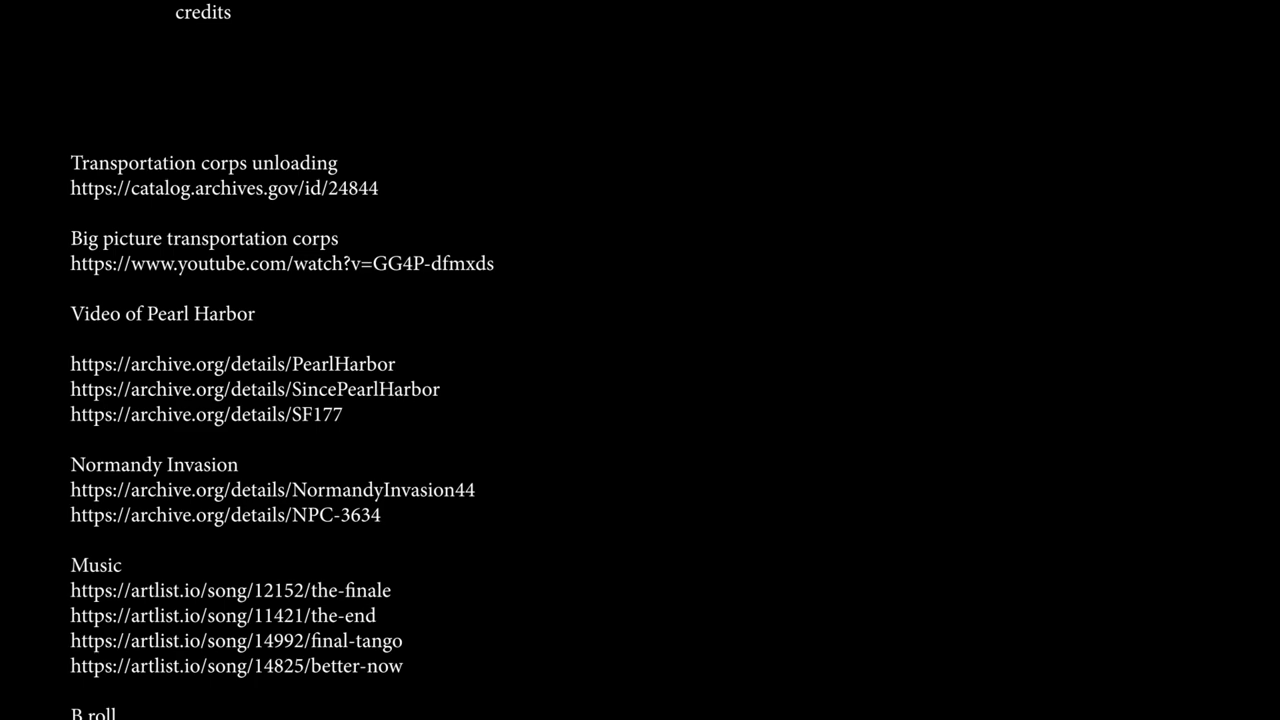 credits
Transportation corps unloading
https://catalog.archives.gov/id/24844
Big picture transportation corps
https://www.youtube.com/watch?v=GG4P-dfmxds
Video of Pearl Harbor
https://archive.org/details/PearlHarbor
https://archive.org/details/SincePearlHarbor
https://archive.org/details/SF177
Normandy Invasion
https://archive.org/details/NormandyInvasion44
https://archive.org/details/NPC-3634
Music
https://artlist.io/song/12152/the-finale
https://artlist.io/song/11421/the-end
https://artlist.io/song/14992/final-tango
https://artlist.io/song/14825/better-now
B roll